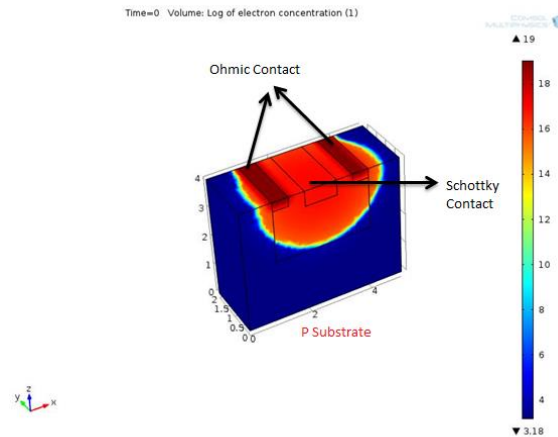 Time=0 Volume: Log of electron concentration (1)
COMSOL
MULTIPHYSICS
▲ 19
Ohmic Contact
18
16
14
12
10
8
6
4
▼ 3.18
Schottky
Contact
4
3
2
1
0
2
1.5
1
0.5
0
0
2
4
P Substrate
y
z
x